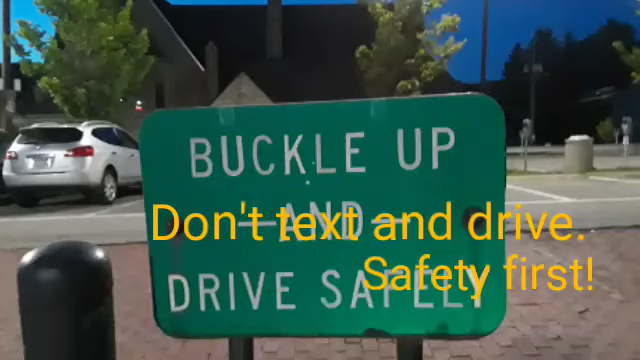 BUCKLE UP
-AND-
DRIVE SAFELY
Don't text and drive.
Safety first!